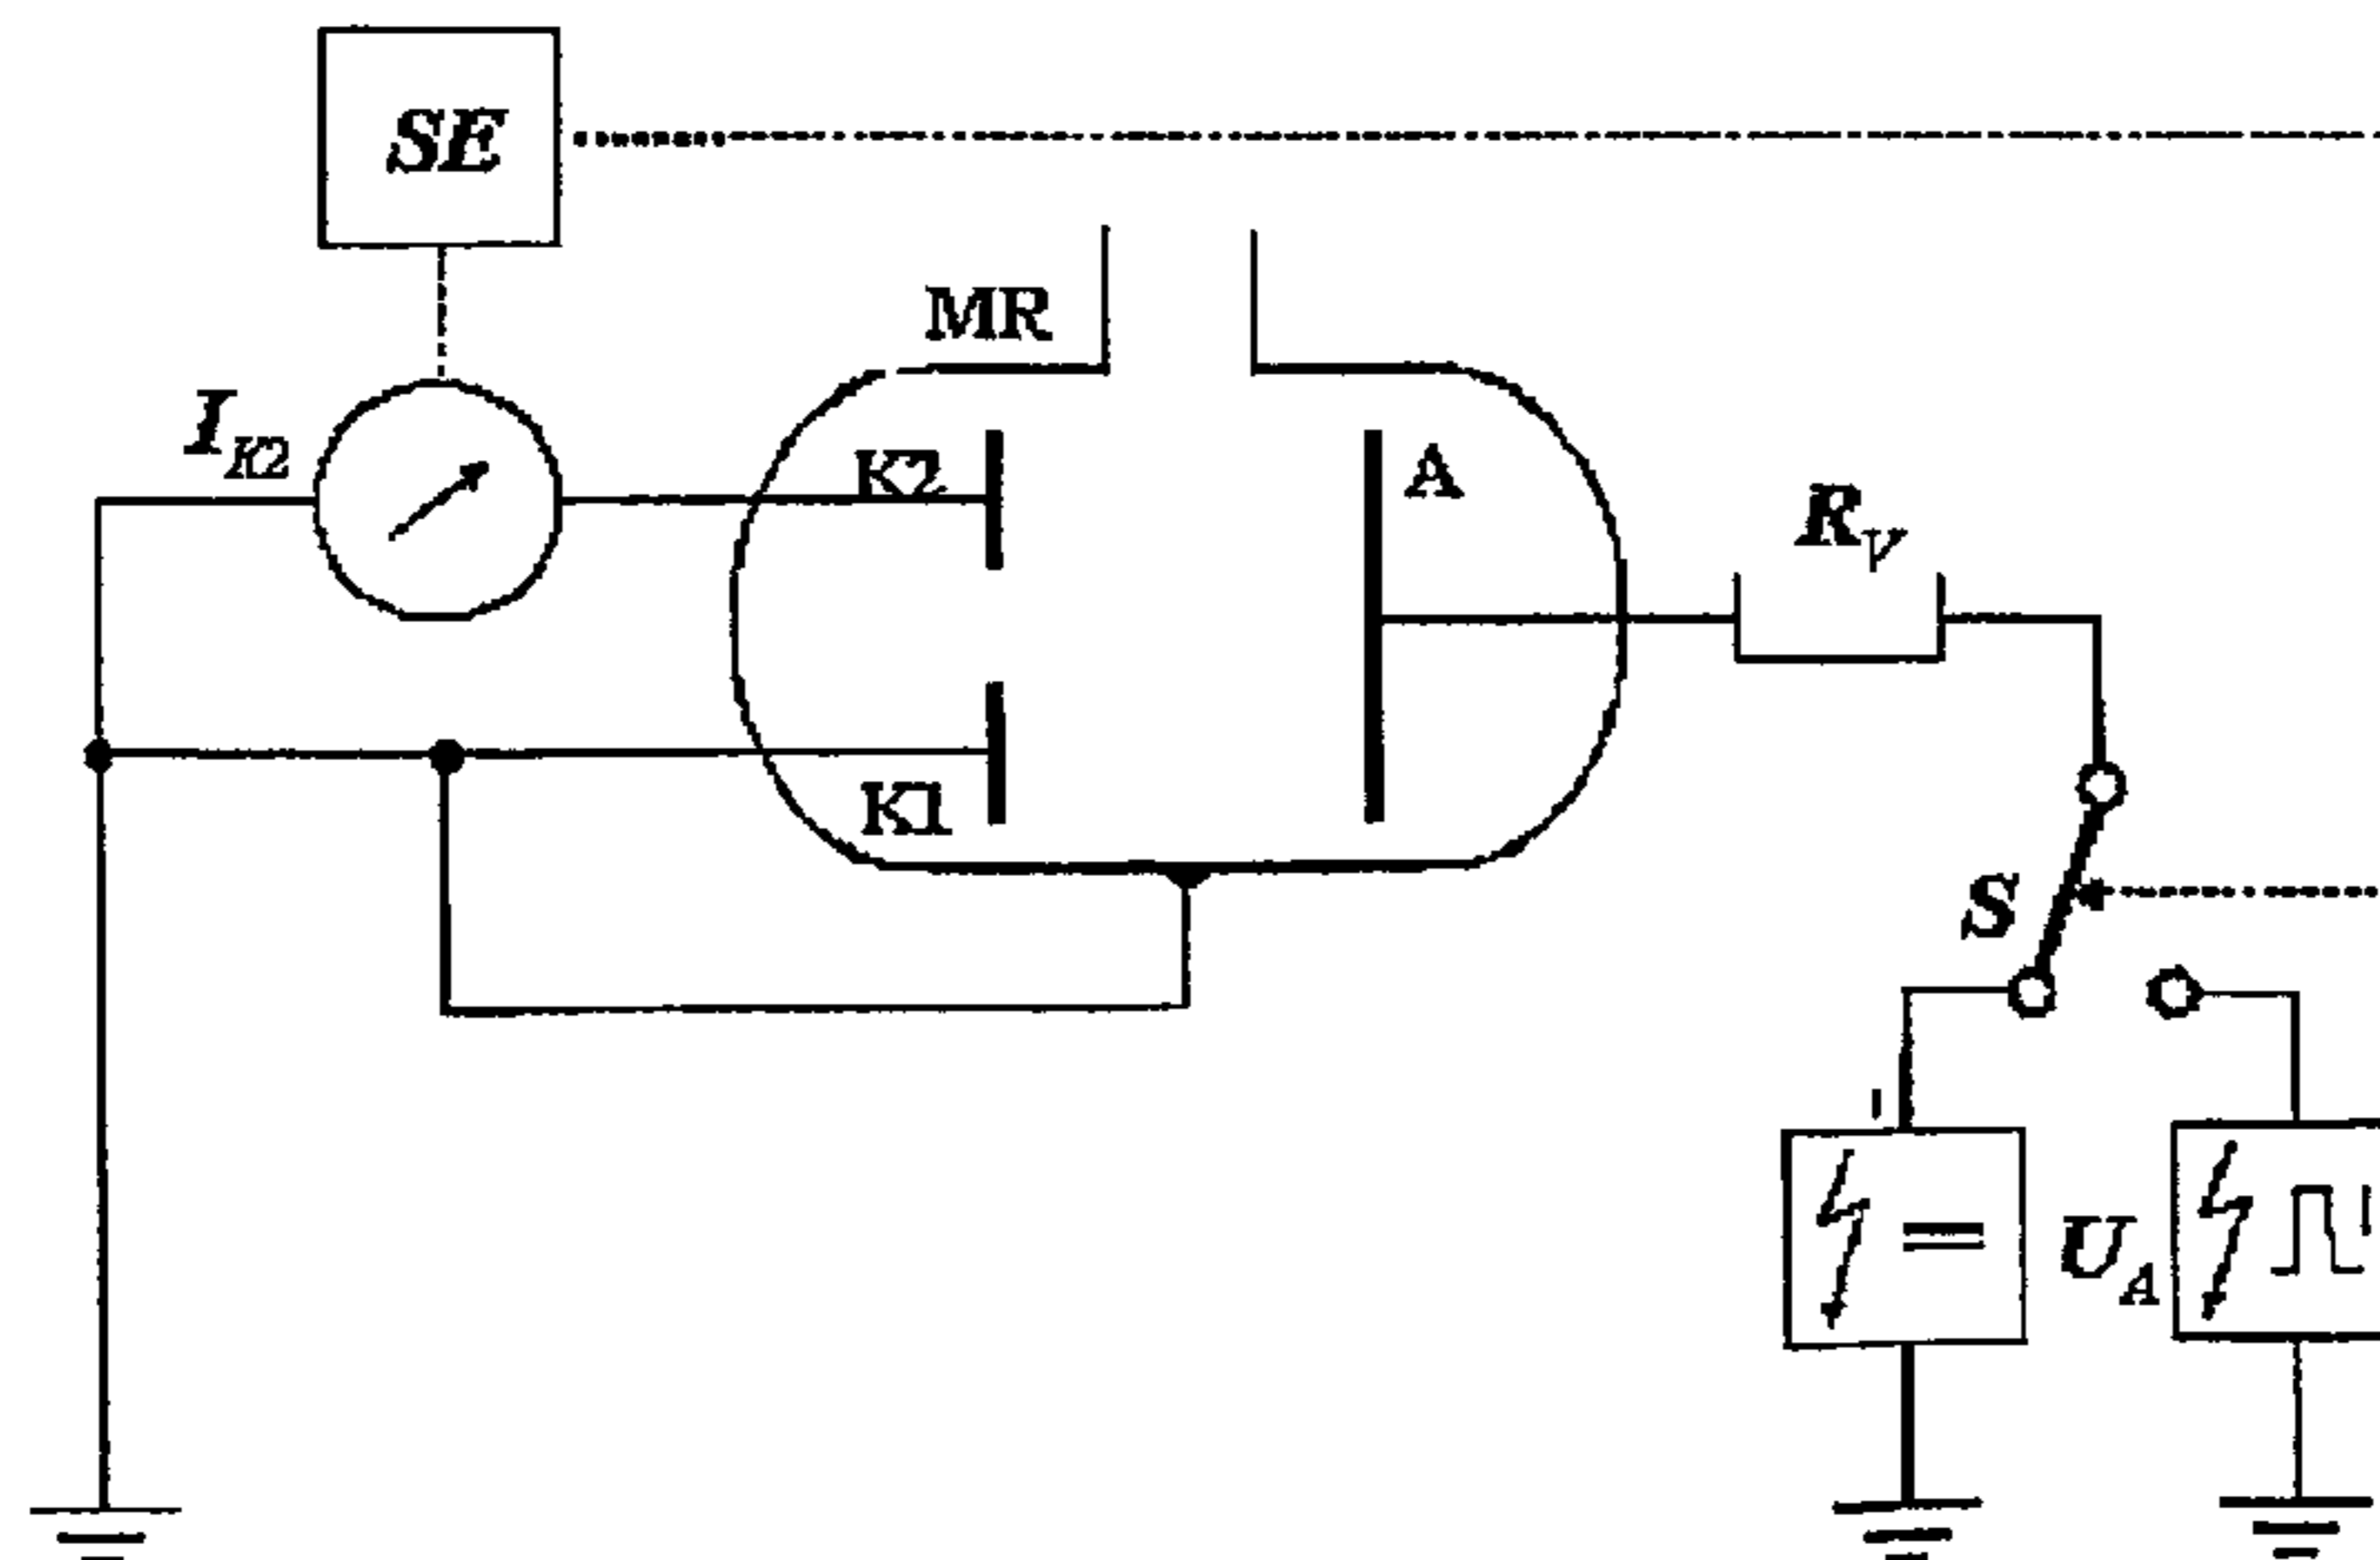 SE
MR
I_K2
K2
A
R_V
K1
S
=
U_A